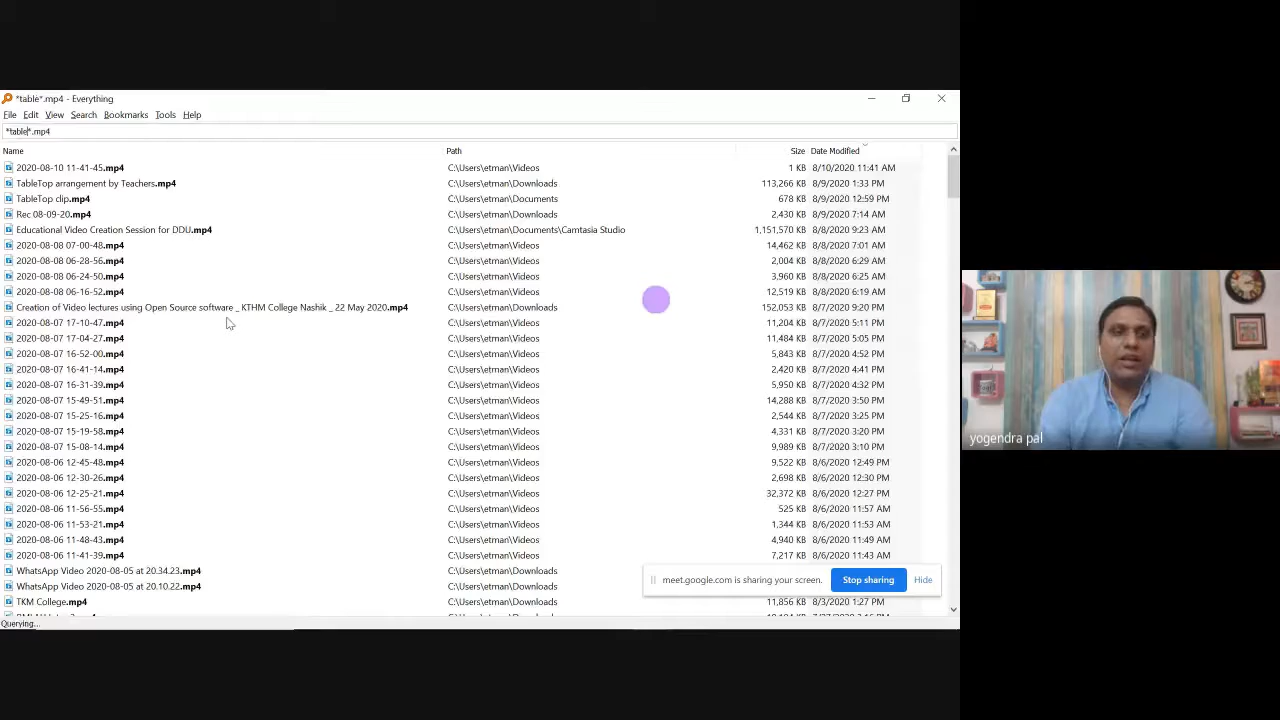 *table*.mp4 - Everything
File Edit View Search Bookmarks Tools Help
*table*.mp4
Name Path Size Date Modified
2020-08-10 11-41-45.mp4 C:\Users\etman\Videos 1 KB 8/10/2020 11:41 AM
TableTop arrangement by Teachers.mp4 C:\Users\etman\Downloads 113,266 KB 8/9/2020 1:33 PM
TableTop clip.mp4 C:\Users\etman\Documents 678 KB 8/9/2020 12:59 PM
Rec 08-09-20.mp4 C:\Users\etman\Downloads 2,430 KB 8/9/2020 7:14 AM
Educational Video Creation Session for DDU.mp4 C:\Users\etman\Documents\Camtasia Studio 1,151,570 KB 8/8/2020 9:23 AM
2020-08-08 07-00-48.mp4 C:\Users\etman\Videos 14,462 KB 8/8/2020 7:01 AM
2020-08-08 06-28-56.mp4 C:\Users\etman\Videos 2,004 KB 8/8/2020 6:29 AM
2020-08-08 06-24-50.mp4 C:\Users\etman\Videos 3,960 KB 8/8/2020 6:25 AM
2020-08-08 06-16-52.mp4 C:\Users\etman\Videos 12,519 KB 8/8/2020 6:19 AM
Creation of Video lectures using Open Source software _ KTHM College Nashik _ 22 May 2020.mp4 C:\Users\etman\Downloads 152,053 KB 8/7/2020 9:20 PM
2020-08-07 17-10-47.mp4 C:\Users\etman\Videos 11,204 KB 8/7/2020 5:11 PM
2020-08-07 17-04-27.mp4 C:\Users\etman\Videos 11,484 KB 8/7/2020 5:05 PM
2020-08-07 16-52-00.mp4 C:\Users\etman\Videos 5,843 KB 8/7/2020 4:52 PM
2020-08-07 16-41-14.mp4 C:\Users\etman\Videos 2,420 KB 8/7/2020 4:41 PM
2020-08-07 16-31-39.mp4 C:\Users\etman\Videos 5,950 KB 8/7/2020 4:32 PM
2020-08-07 15-49-51.mp4 C:\Users\etman\Videos 14,288 KB 8/7/2020 3:50 PM
2020-08-07 15-25-16.mp4 C:\Users\etman\Videos 2,544 KB 8/7/2020 3:25 PM
2020-08-07 15-19-58.mp4 C:\Users\etman\Videos 4,331 KB 8/7/2020 3:20 PM
2020-08-07 15-08-14.mp4 C:\Users\etman\Videos 9,989 KB 8/7/2020 3:10 PM
2020-08-06 12-45-48.mp4 C:\Users\etman\Videos 9,522 KB 8/6/2020 12:49 PM
2020-08-06 12-30-26.mp4 C:\Users\etman\Videos 2,698 KB 8/6/2020 12:30 PM
2020-08-06 12-25-21.mp4 C:\Users\etman\Videos 32,372 KB 8/6/2020 12:27 PM
2020-08-06 11-56-55.mp4 C:\Users\etman\Videos 525 KB 8/6/2020 11:57 AM
2020-08-06 11-53-21.mp4 C:\Users\etman\Videos 1,344 KB 8/6/2020 11:53 AM
2020-08-06 11-48-43.mp4 C:\Users\etman\Videos 4,940 KB 8/6/2020 11:49 AM
2020-08-06 11-41-39.mp4 C:\Users\etman\Videos 7,217 KB 8/6/2020 11:43 AM
WhatsApp Video 2020-08-05 at 20.34.23.mp4 C:\Users\etman\Downloads
WhatsApp Video 2020-08-05 at 20.10.22.mp4 C:\Users\etman\Downloads
TKM College.mp4 C:\Users\etman\Downloads 11,856 KB 8/3/2020 1:27 PM
meet.google.com is sharing your screen. Stop sharing Hide
Querying...
yogendra pal